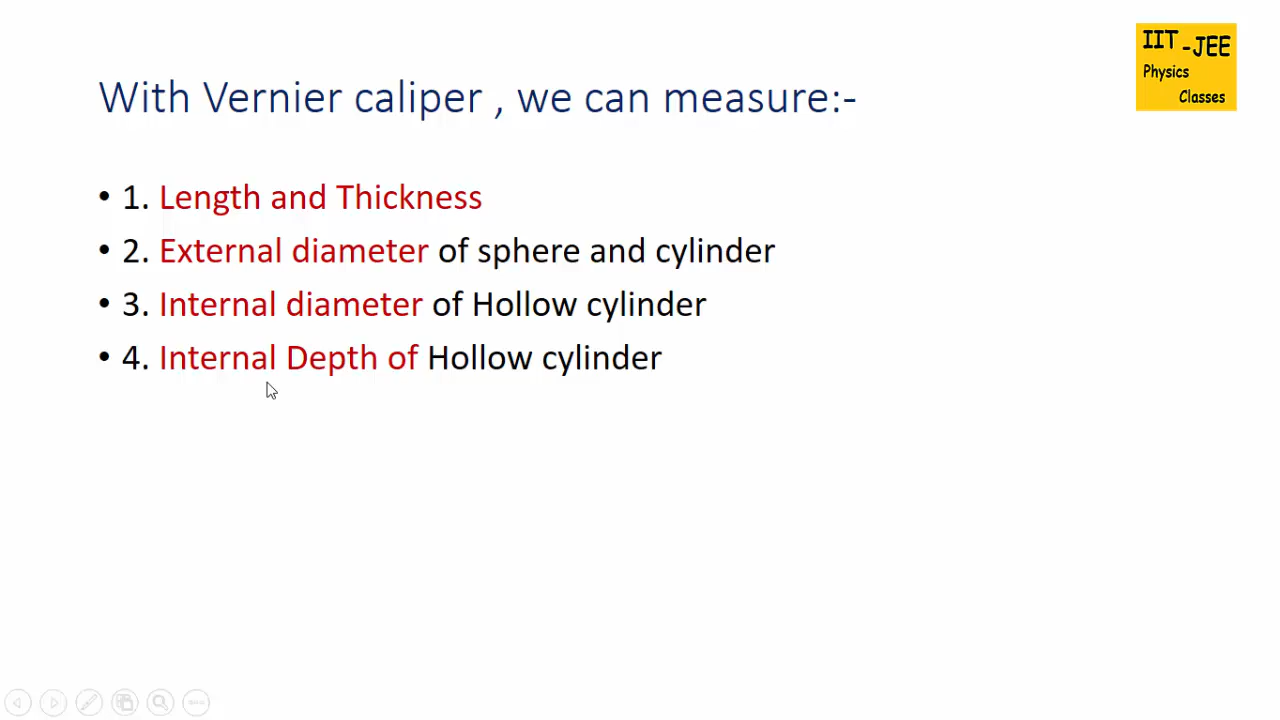 IIT -JEE
Physics
Classes
With Vernier caliper , we can measure:-
• 1. Length and Thickness
• 2. External diameter of sphere and cylinder
• 3. Internal diameter of Hollow cylinder
• 4. Internal Depth of Hollow cylinder